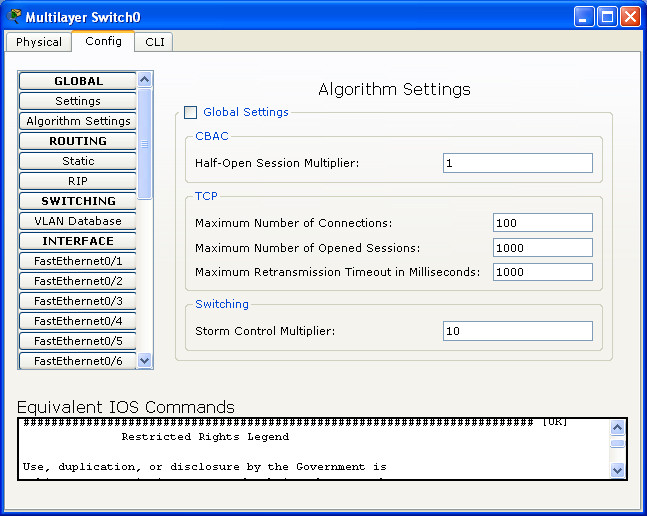 Multilayer Switch0
Physical
Config
CLI
GLOBAL
Settings
Algorithm Settings
ROUTING
Static
RIP
SWITCHING
VLAN Database
INTERFACE
FastEthernet0/1
FastEthernet0/2
FastEthernet0/3
FastEthernet0/4
FastEthernet0/5
FastEthernet0/6
Algorithm Settings
Global Settings
CBAC
Half-Open Session Multiplier: 1
TCP
Maximum Number of Connections: 100
Maximum Number of Opened Sessions: 1000
Maximum Retransmission Timeout in Milliseconds: 1000
Switching
Storm Control Multiplier: 10
Equivalent IOS Commands
[OK]
Restricted Rights Legend
Use, duplication, or disclosure by the Government is